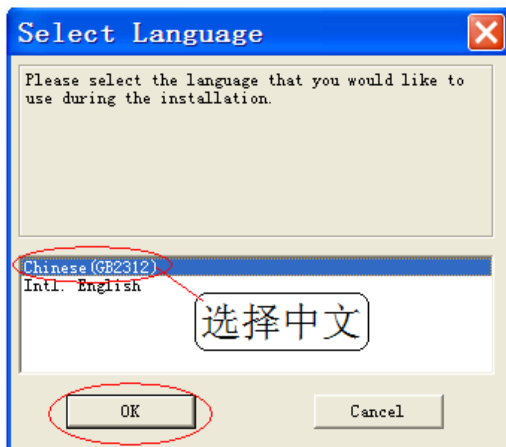 Select Language
Please select the language that you would like to
use during the installation.
Chinese(GB2312)
Intl. English
选择中文
OK
Cancel